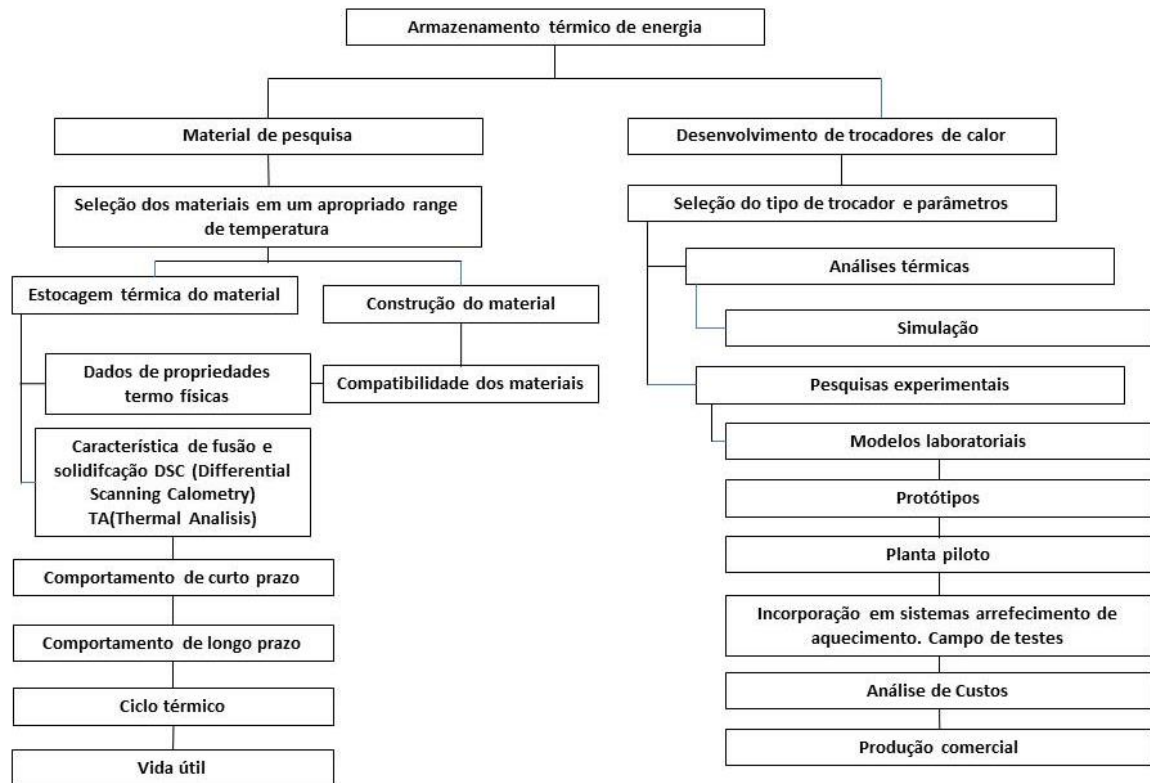 Armazenamento térmico de energia
Material de pesquisa
Seleção dos materiais em um apropriado range
de temperatura
Estocagem térmica do material
Construção do material
Dados de propriedades
termo físicas
Compatibilidade dos materiais
Característica de fusão e
solidifcação DSC (Differential
Scanning Calometry)
TA(Thermal Analisis)
Comportamento de curto prazo
Comportamento de longo prazo
Ciclo térmico
Vida útil
Desenvolvimento de trocadores de calor
Seleção do tipo de trocador e parâmetros
Análises térmicas
Simulação
Pesquisas experimentais
Modelos laboratoriais
Protótipos
Planta piloto
Incorporação em sistemas arrefecimento de
aquecimento. Campo de testes
Análise de Custos
Produção comercial